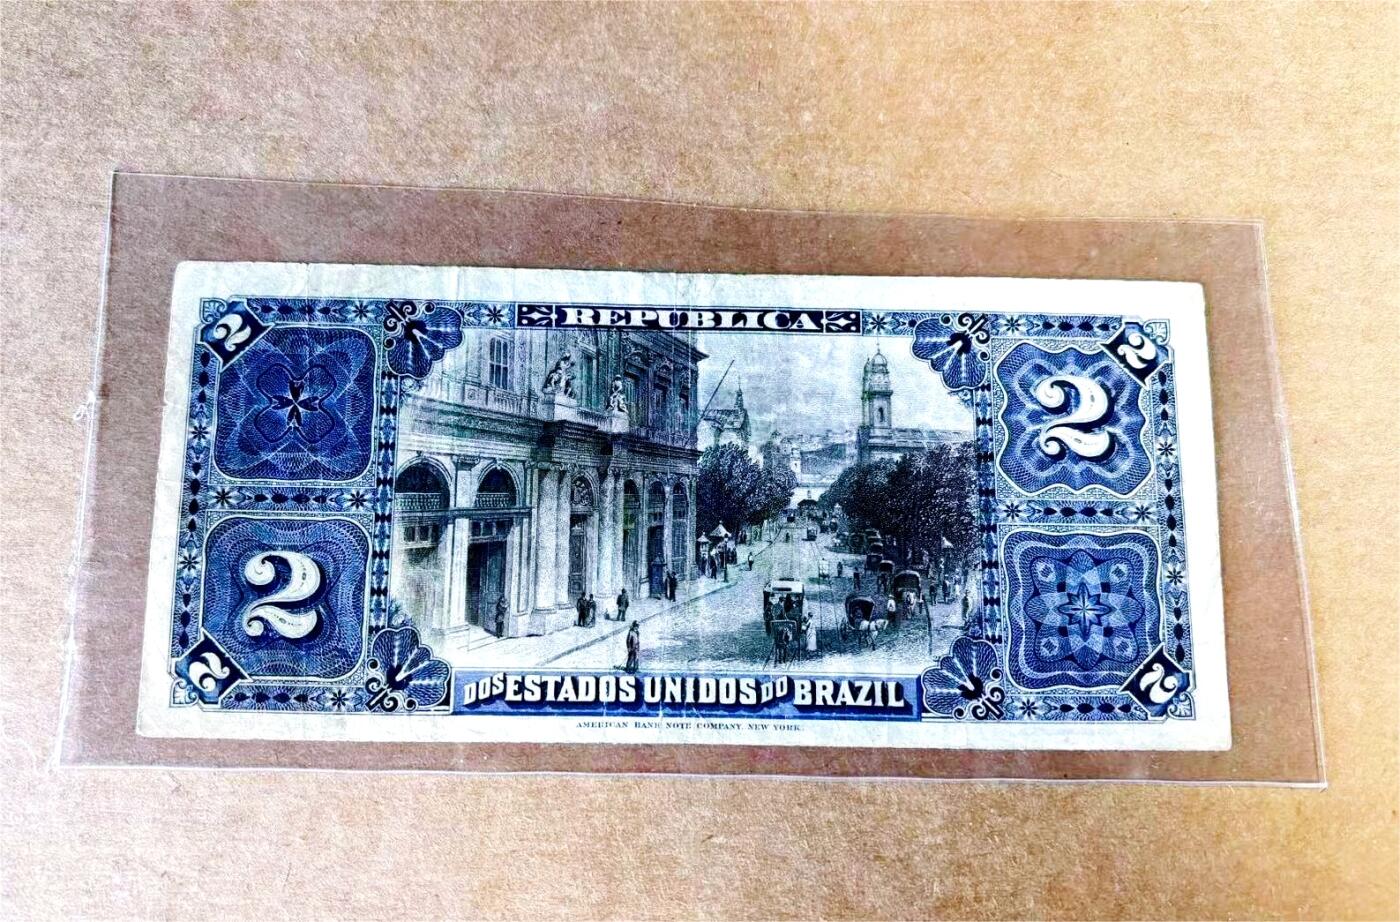 2 2
REPUBLICA
2
2
2 2
DOS ESTADOS UNIDOS DO BRAZIL
AMERICAN BANK NOTE COMPANY. NEW YORK.